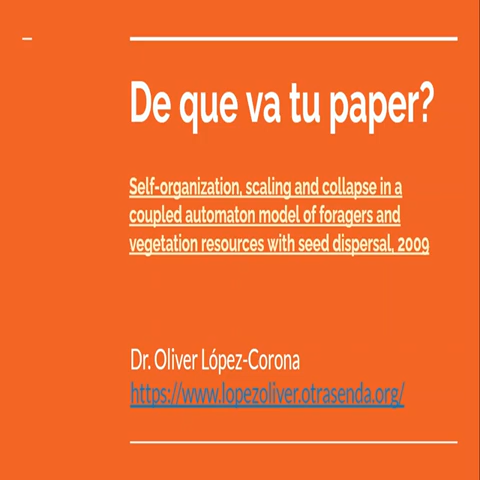 De que va tu paper?
Self-organization, scaling and collapse in a
coupled automaton model of foragers and
vegetation resources with seed dispersal, 2009
Dr. Oliver López-Corona
https://www.lopezoliver.otrasenda.org/